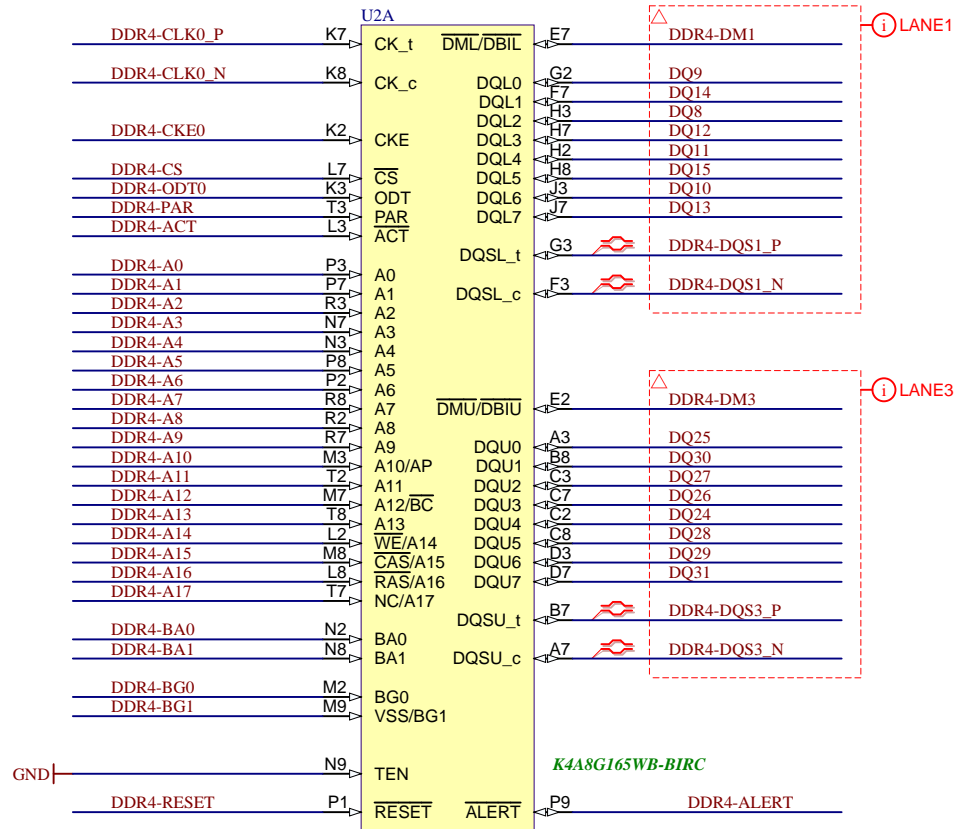 U2A
DDR4-CLK0_P K7 CK_t DML/DBIL E7 DDR4-DM1
LANE1
DDR4-CLK0_N K8 CK_c DQL0 G2 DQ9
DQL1 F7 DQ14
DQL2 H3 DQ8
DDR4-CKE0 K2 CKE DQL3 H7 DQ12
DQL4 H2 DQ11
DDR4-CS L7 CS DQL5 H8 DQ15
DDR4-ODT0 K3 ODT DQL6 J3 DQ10
DDR4-PAR T3 PAR DQL7 J7 DQ13
DDR4-ACT L3 ACT
DQSL_t G3 DDR4-DQS1_P
DDR4-A0 P3 A0
DDR4-A1 P7 A1 DQSL_c F3 DDR4-DQS1_N
DDR4-A2 R3 A2
DDR4-A3 N7 A3
DDR4-A4 N3 A4
DDR4-A5 P8 A5
DDR4-A6 P2 A6
LANE3
DDR4-A7 R8 A7 DMU/DBIU E2 DDR4-DM3
DDR4-A8 R2 A8
DDR4-A9 R7 A9 DQU0 A3 DQ25
DDR4-A10 M3 A10/AP DQU1 B8 DQ30
DDR4-A11 T2 A11 DQU2 C3 DQ27
DDR4-A12 M7 A12/BC DQU3 C7 DQ26
DDR4-A13 T8 A13 DQU4 C2 DQ24
DDR4-A14 L2 WE/A14 DQU5 C8 DQ28
DDR4-A15 M8 CAS/A15 DQU6 D3 DQ29
DDR4-A16 L8 RAS/A16 DQU7 D7 DQ31
DDR4-A17 T7 NC/A17
DQSU_t B7 DDR4-DQS3_P
DDR4-BA0 N2 BA0
DDR4-BA1 N8 BA1 DQSU_c A7 DDR4-DQS3_N
DDR4-BG0 M2 BG0
DDR4-BG1 M9 VSS/BG1
GND N9 TEN
K4A8G165WB-BIRC
DDR4-RESET P1 RESET ALERT P9 DDR4-ALERT